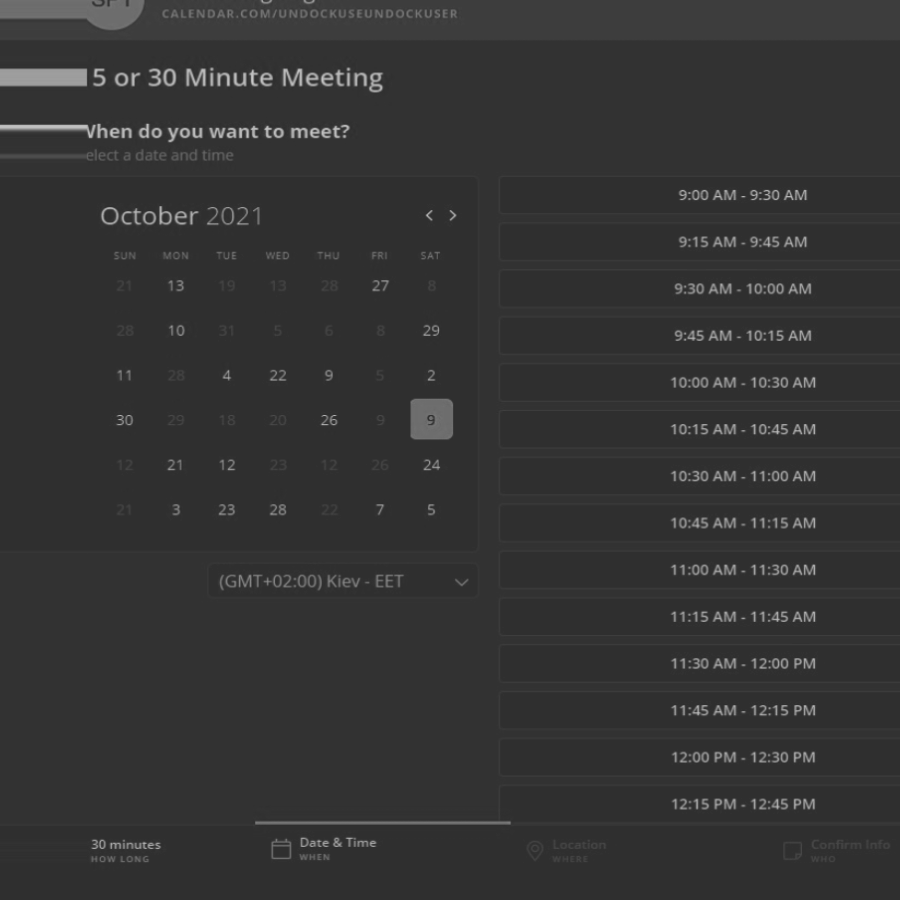 CALENDAR.COM/UNDOCKUSEUNDOCKUSER
5 or 30 Minute Meeting
When do you want to meet?
elect a date and time
October 2021
SUN MON TUE WED THU FRI SAT
21 13 19 13 28 27 8
28 10 31 5 6 8 29
11 28 4 22 9 5 2
30 29 18 20 26 9 9
12 21 12 23 12 26 24
21 3 23 28 22 7 5
(GMT+02:00) Kiev - EET
9:00 AM - 9:30 AM
9:15 AM - 9:45 AM
9:30 AM - 10:00 AM
9:45 AM - 10:15 AM
10:00 AM - 10:30 AM
10:15 AM - 10:45 AM
10:30 AM - 11:00 AM
10:45 AM - 11:15 AM
11:00 AM - 11:30 AM
11:15 AM - 11:45 AM
11:30 AM - 12:00 PM
11:45 AM - 12:15 PM
12:00 PM - 12:30 PM
12:15 PM - 12:45 PM
30 minutes
HOW LONG
Date & Time
WHEN
Location
WHERE
Confirm Info
WHO